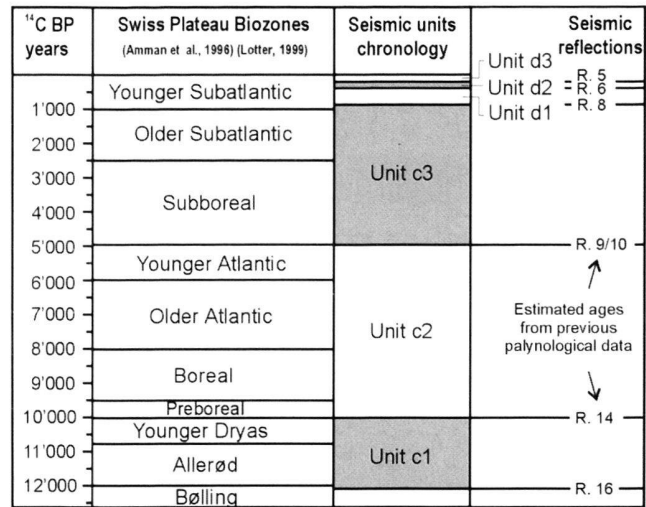 ¹⁴C BP
years
Swiss Plateau Biozones
(Amman et al., 1996) (Lotter, 1999)
Seismic units
chronology
Seismic
reflections
1'000
2'000
3'000
4'000
5'000
6'000
7'000
8'000
9'000
10'000
11'000
12'000
Younger Subatlantic
Older Subatlantic
Subboreal
Younger Atlantic
Older Atlantic
Boreal
Preboreal
Younger Dryas
Allerød
Bølling
Unit d3
Unit d2
Unit d1
Unit c3
Unit c2
Unit c1
R. 5
R. 6
R. 8
R. 9/10
Estimated ages
from previous
palynological data
R. 14
R. 16